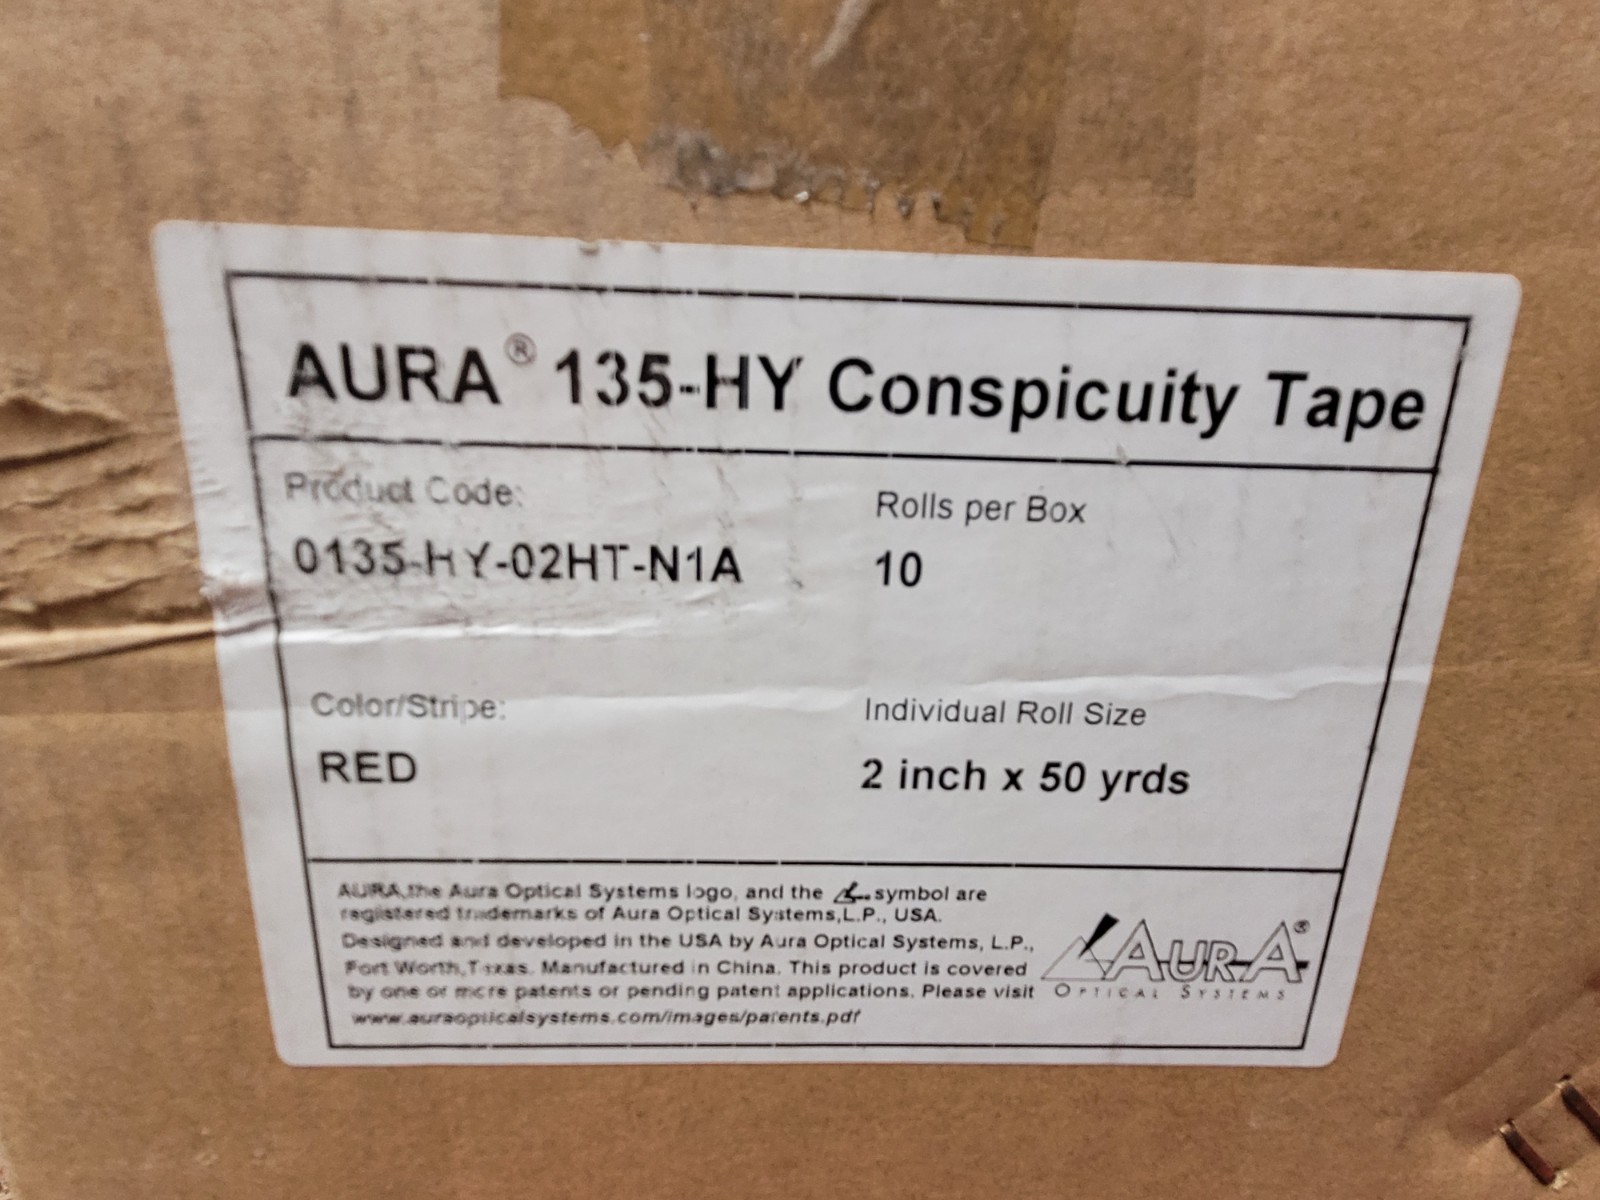 AURA® 135-HY Conspicuity Tape
Product Code:
0135-HY-02HT-N1A
Rolls per Box
10
Color/Stripe:
RED
Individual Roll Size
2 inch x 50 yrds
AURA,the Aura Optical Systems logo, and the symbol are
registered trademarks of Aura Optical Systems,L.P., USA.
Designed and developed in the USA by Aura Optical Systems, L.P.,
Fort Worth,Texas. Manufactured in China. This product is covered
by one or more patents or pending patent applications. Please visit
www.auraopticalsystems.com/images/patents.pdf
AURA®
OPTICAL SYSTEMS